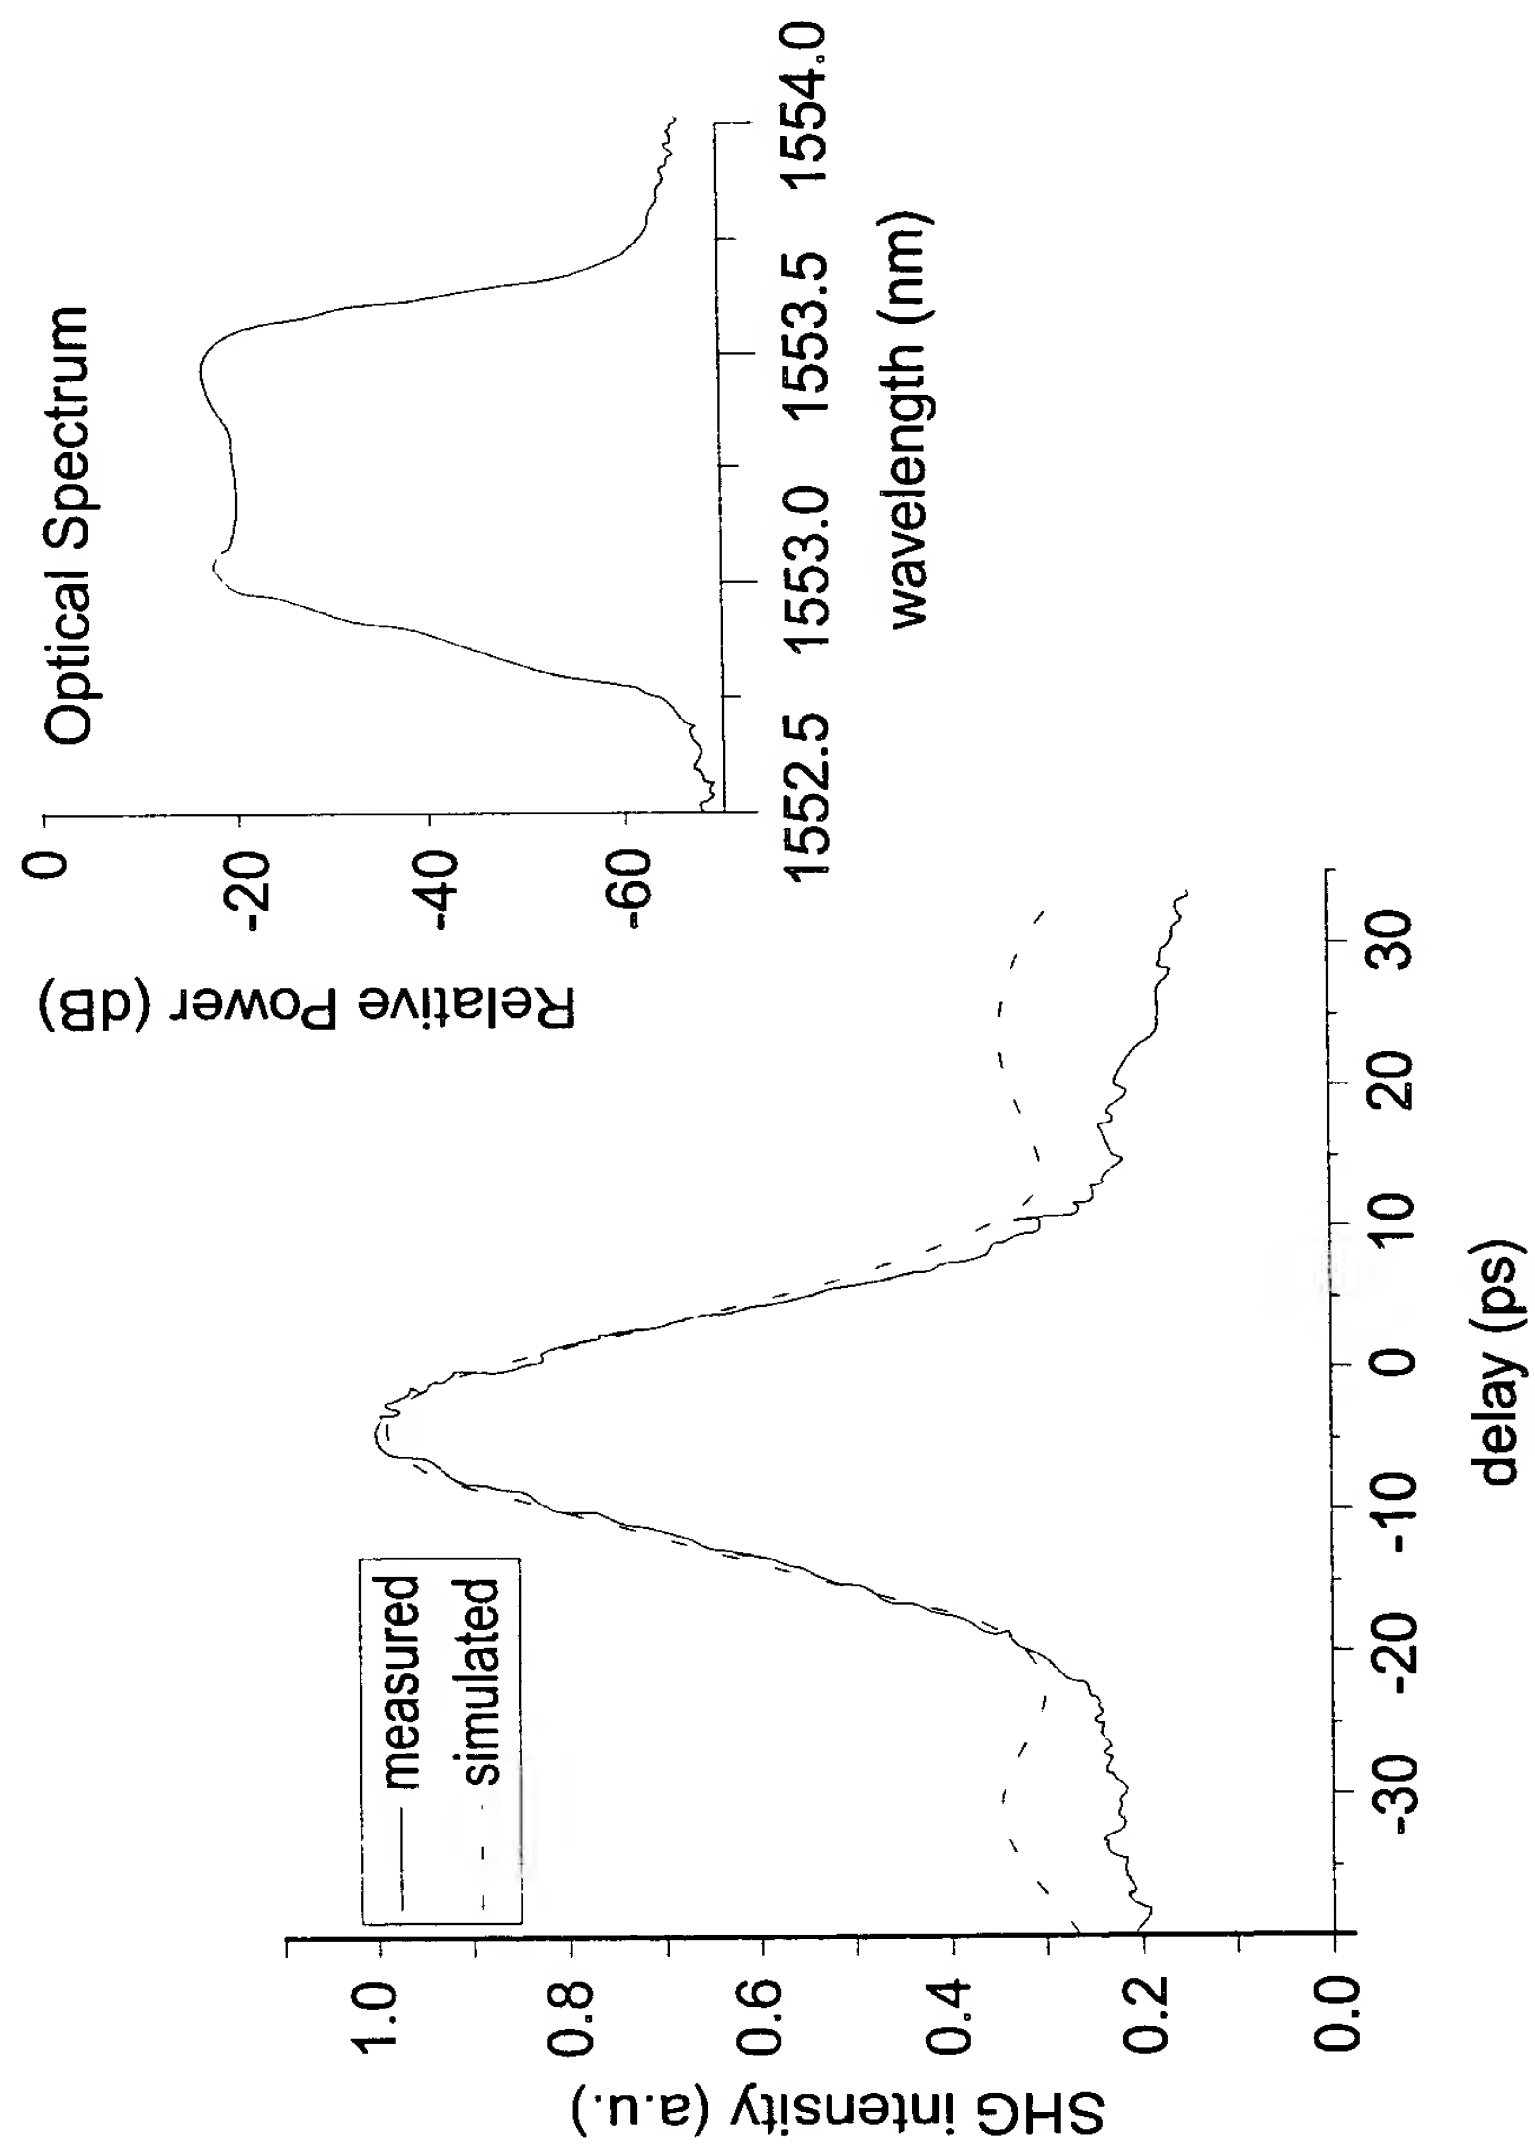 Optical Spectrum
Relative Power (dB)
0
-20
-40
-60
1552.5 1553.0 1553.5 1554.0
wavelength (nm)
measured
simulated
SHG intensity (a.u.)
1.0
0.8
0.6
0.4
0.2
0.0
-30 -20 -10 0 10 20 30
delay (ps)